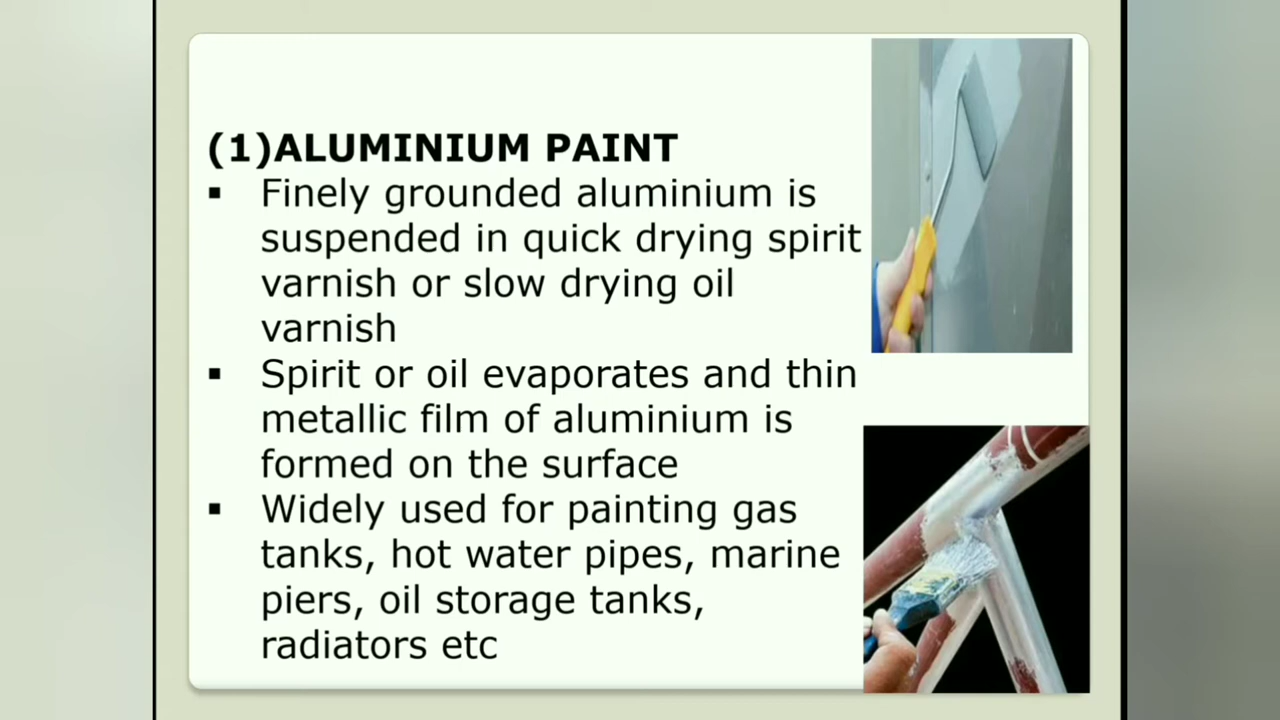 (1)ALUMINIUM PAINT
▪ Finely grounded aluminium is
suspended in quick drying spirit
varnish or slow drying oil
varnish
▪ Spirit or oil evaporates and thin
metallic film of aluminium is
formed on the surface
▪ Widely used for painting gas
tanks, hot water pipes, marine
piers, oil storage tanks,
radiators etc